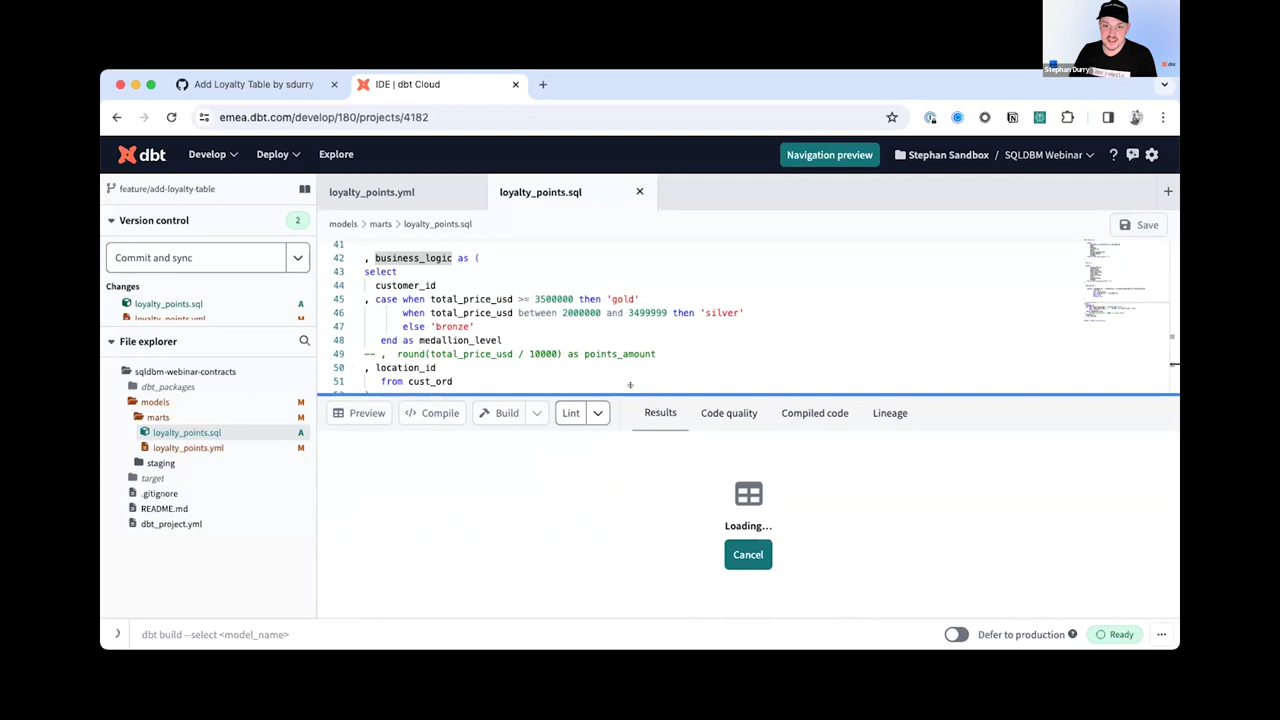 Stephan Durry
dbt
Add Loyalty Table by sdurry
IDE | dbt Cloud
emea.dbt.com/develop/180/projects/4182
dbt
Develop
Deploy
Explore
Navigation preview
Stephan Sandbox / SQLDBM Webinar
feature/add-loyalty-table
loyalty_points.yml
loyalty_points.sql
Version control
2
models > marts > loyalty_points.sql
Save
Commit and sync
Changes
loyalty_points.sql A
loyalty_points.yml M
File explorer
sqldbm-webinar-contracts
dbt_packages
models M
marts M
loyalty_points.sql A
loyalty_points.yml M
staging
target
.gitignore
README.md
dbt_project.yml
41
42 , business_logic as (
43 select
44 customer_id
45 , case when total_price_usd >= 3500000 then 'gold'
46 when total_price_usd between 2000000 and 3499999 then 'silver'
47 else 'bronze'
48 end as medallion_level
49 -- , round(total_price_usd / 10000) as points_amount
50 , location_id
51 from cust_ord
Preview
Compile
Build
Lint
Results
Code quality
Compiled code
Lineage
Loading...
Cancel
dbt build --select <model_name>
Defer to production
Ready